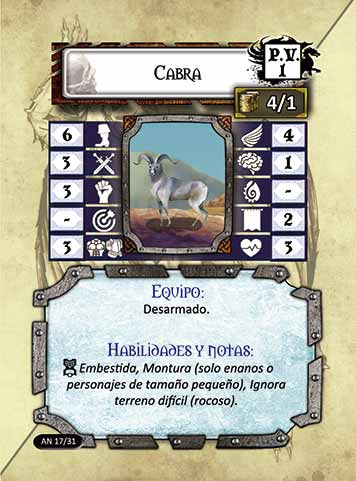 CABRA
P.V.
1
4/1
6 4
3 1
3 -
- 2
3 3
EQUIPO:
Desarmado.
HABILIDADES Y NOTAS:
Embestida, Montura (solo enanos o
personajes de tamaño pequeño), Ignora
terreno difícil (rocoso).
AN 17/31